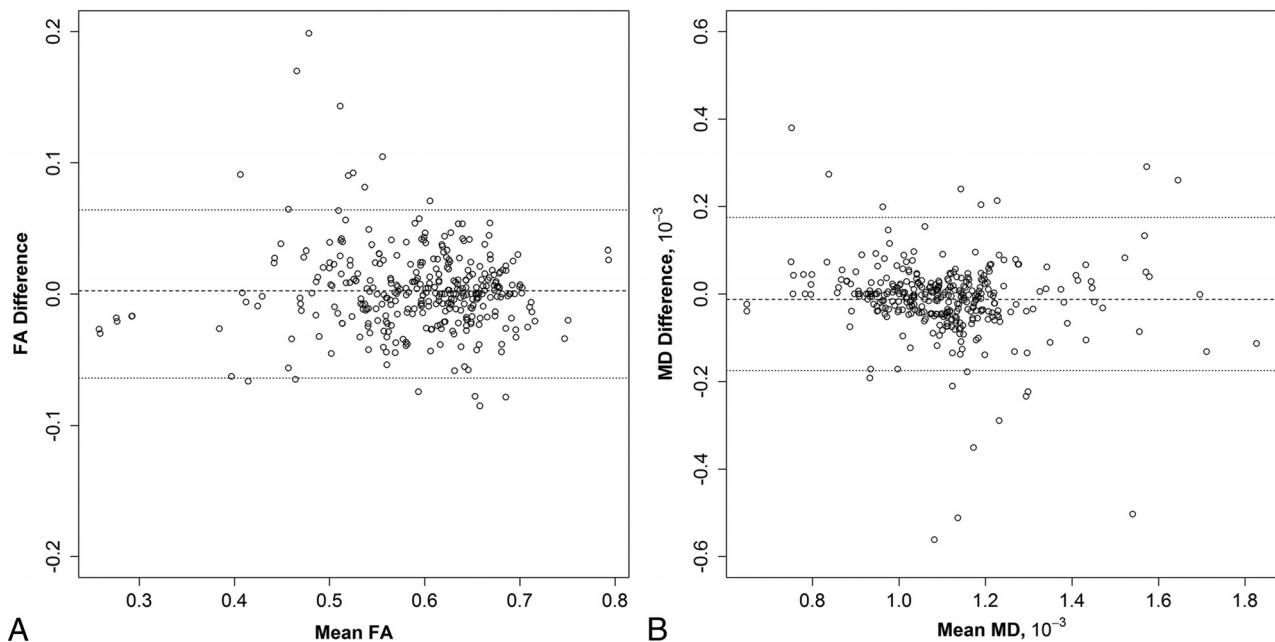 0.2
0.1
0.0
-0.1
-0.2
FA Difference
0.3 0.4 0.5 0.6 0.7 0.8
Mean FA
A
0.6
0.4
0.2
0.0
-0.2
-0.4
-0.6
MD Difference, 10⁻³
0.8 1.0 1.2 1.4 1.6 1.8
Mean MD, 10⁻³
B